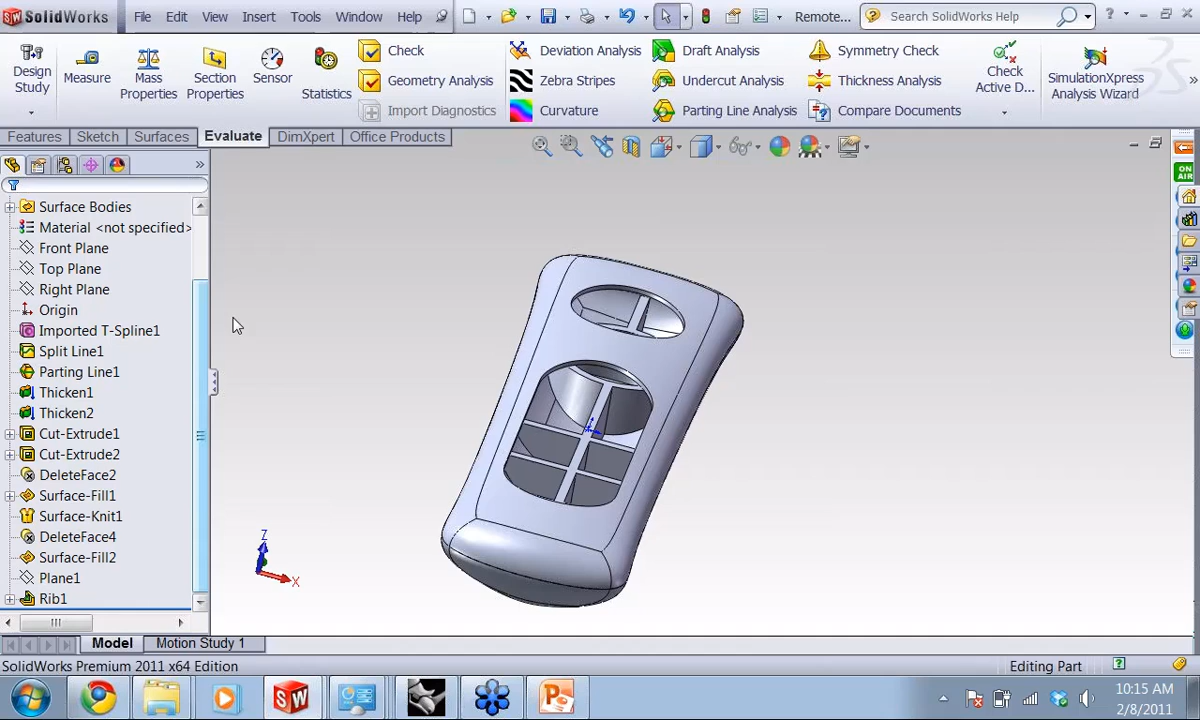 SolidWorks File Edit View Insert Tools Window Help Remote... Search SolidWorks Help ?
Design Study
Measure
Mass Properties
Section Properties
Sensor
Statistics
Check
Geometry Analysis
Import Diagnostics
Deviation Analysis
Zebra Stripes
Curvature
Draft Analysis
Undercut Analysis
Parting Line Analysis
Symmetry Check
Thickness Analysis
Compare Documents
Check Active D...
SimulationXpress Analysis Wizard
Features Sketch Surfaces Evaluate DimXpert Office Products
ON AIR
Surface Bodies
Material <not specified>
Front Plane
Top Plane
Right Plane
Origin
Imported T-Spline1
Split Line1
Parting Line1
Thicken1
Thicken2
Cut-Extrude1
Cut-Extrude2
DeleteFace2
Surface-Fill1
Surface-Knit1
DeleteFace4
Surface-Fill2
Plane1
Rib1
Z
X
Model Motion Study 1
SolidWorks Premium 2011 x64 Edition Editing Part
10:15 AM
2/8/2011